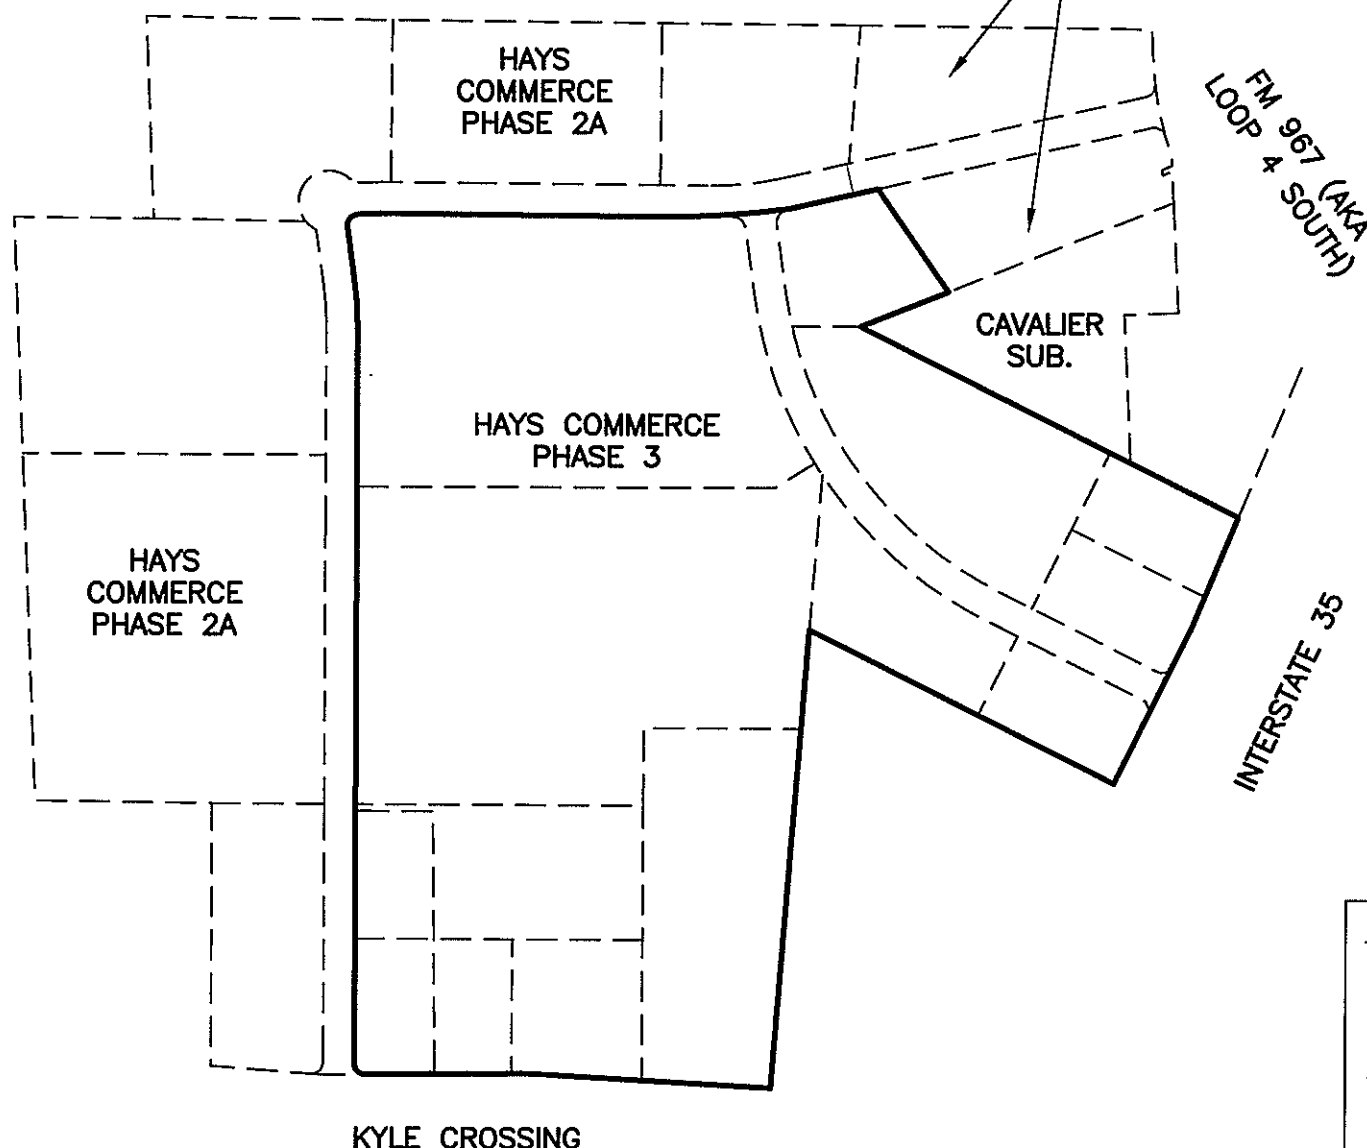 HAYS
COMMERCE
PHASE 2A
FM 967 (AKA
LOOP 4 SOUTH)
CAVALIER
SUB.
HAYS COMMERCE
PHASE 3
HAYS
COMMERCE
PHASE 2A
INTERSTATE 35
KYLE CROSSING